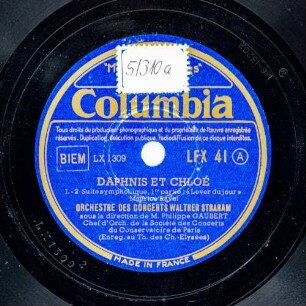 51310a
Columbia
Tous droits du producteur phonographique et du propriétaire de l'œuvre enregistrée
réservés. Duplication, exécution publique, radiodiffusion de ce disque interdites.
BIEM LX 1309 LFX 41 A
DAPHNIS ET CHLOÉ
Suite symphonique, 1re partie : Lever du jour
Maurice Ravel
ORCHESTRE DES CONCERTS WALTHER STRARAM
sous la direction de M. Philippe GAUBERT
Chef d'Orch. de la Société des Concerts
du Conservatoire de Paris
(Enreg. au Th. des Ch.-Elysées)
MADE IN FRANCE